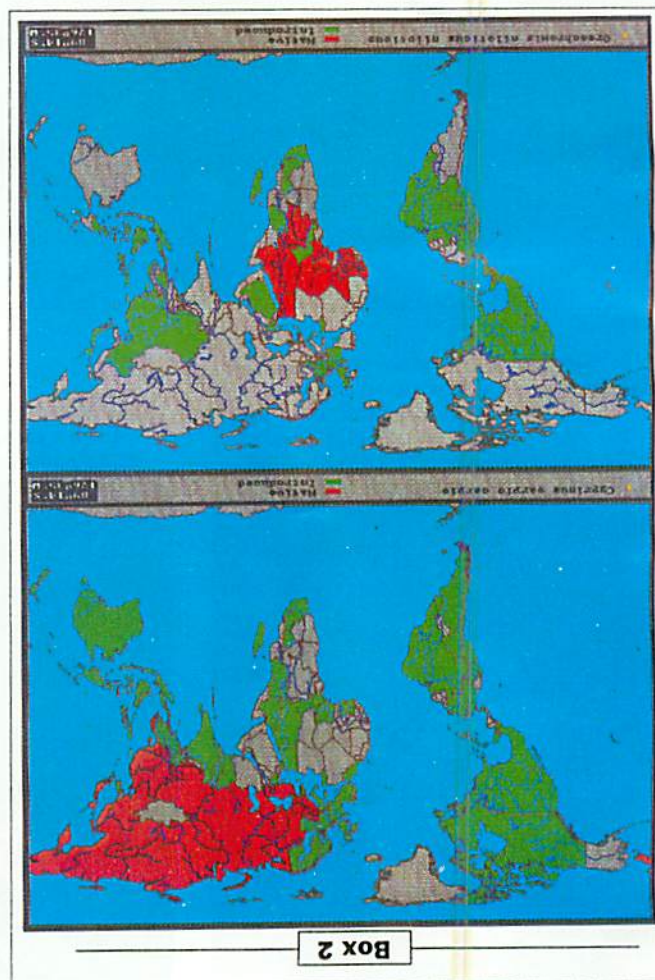 Box 2
Cyprinus carpio carpio
Native
Introduced
Oreochromis niloticus niloticus
Native
Introduced